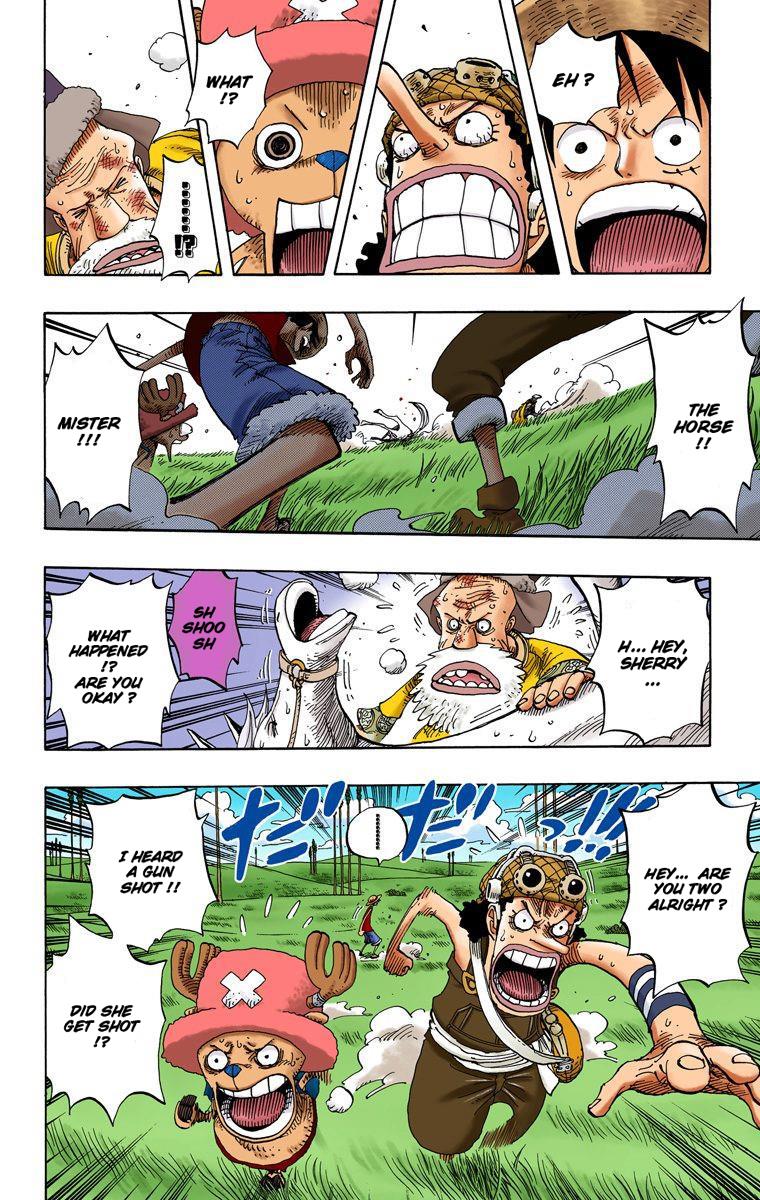 EH ?
WHAT
!?
........
!?
THE
HORSE
!!
MISTER
!!!
H... HEY,
SHERRY
...
SH
SHOO
SH
WHAT
HAPPENED
!?
ARE YOU
OKAY ?
HEY... ARE
YOU TWO
ALRIGHT ?
ダダダッ!!!
.........
I HEARD
A GUN
SHOT !!
DID SHE
GET SHOT
!?